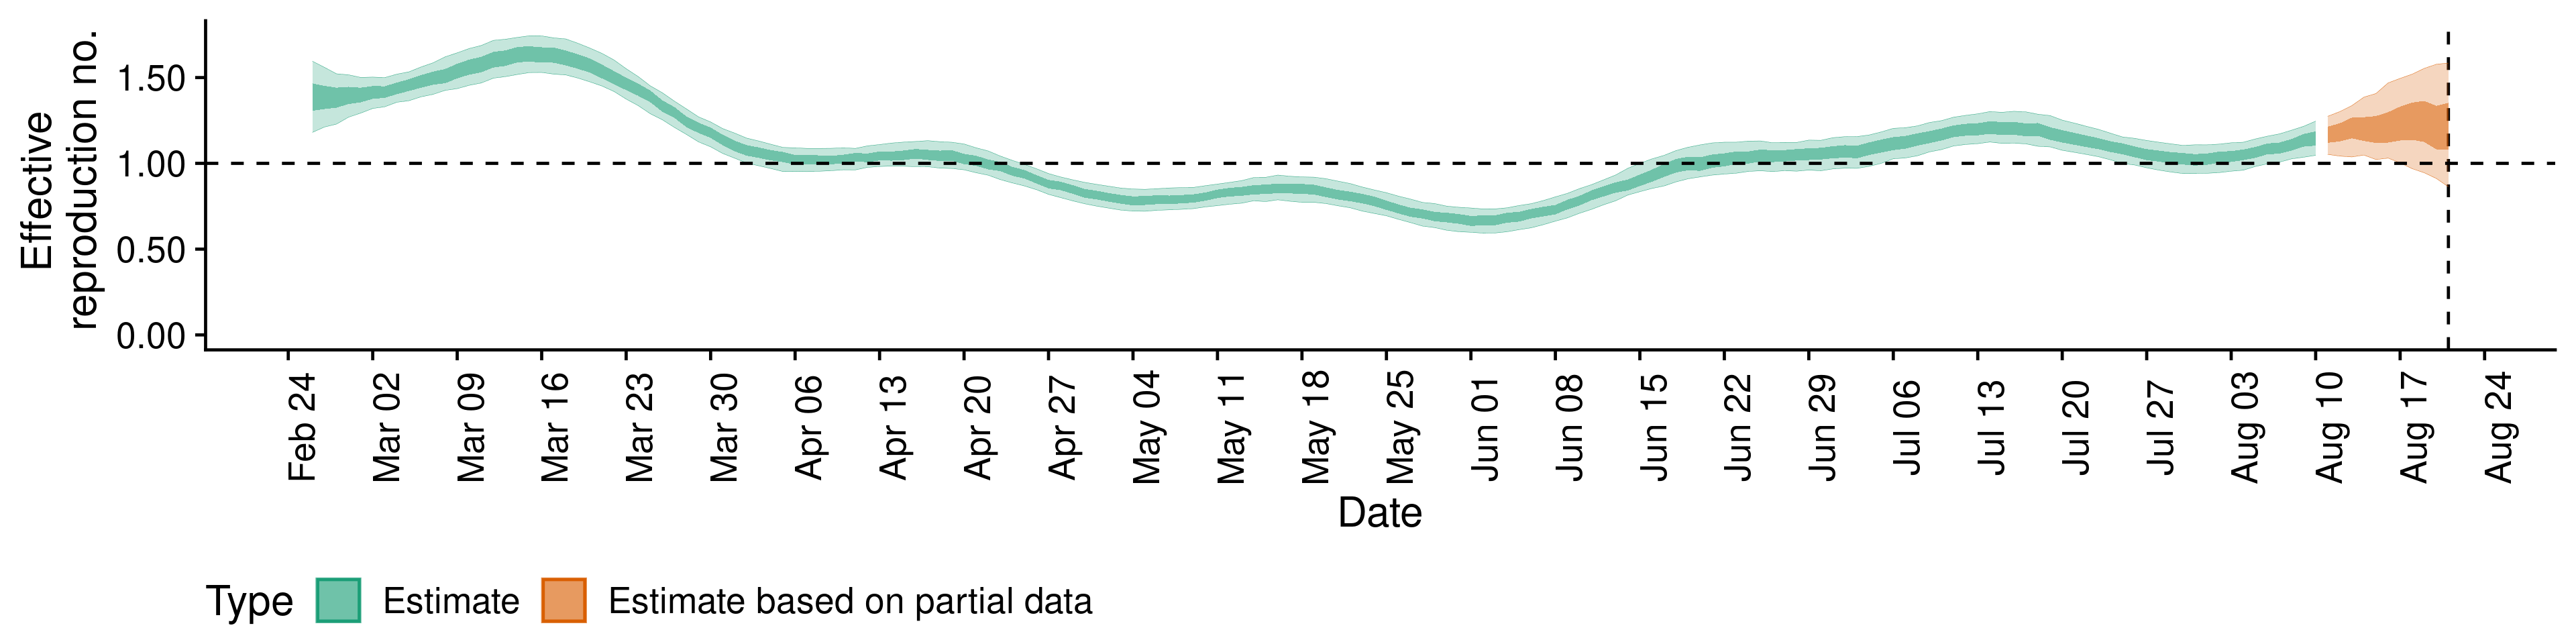 Effective
reproduction no.
1.50
1.00
0.50
0.00
Feb 24
Mar 02
Mar 09
Mar 16
Mar 23
Mar 30
Apr 06
Apr 13
Apr 20
Apr 27
May 04
May 11
May 18
May 25
Jun 01
Jun 08
Jun 15
Jun 22
Jun 29
Jul 06
Jul 13
Jul 20
Jul 27
Aug 03
Aug 10
Aug 17
Aug 24
Date
Type Estimate Estimate based on partial data